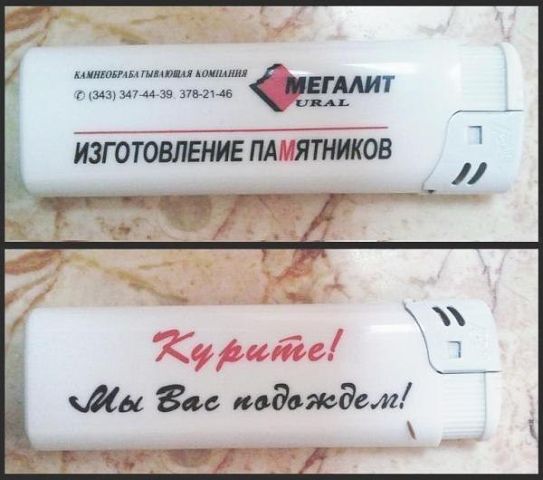 КАМНЕОБРАБАТЫВАЮЩАЯ КОМПАНИЯ
✆ (343) 347-44-39, 378-21-46
МЕГАЛИТ
URAL
ИЗГОТОВЛЕНИЕ ПАМЯТНИКОВ
Курите!
Мы Вас подождем!